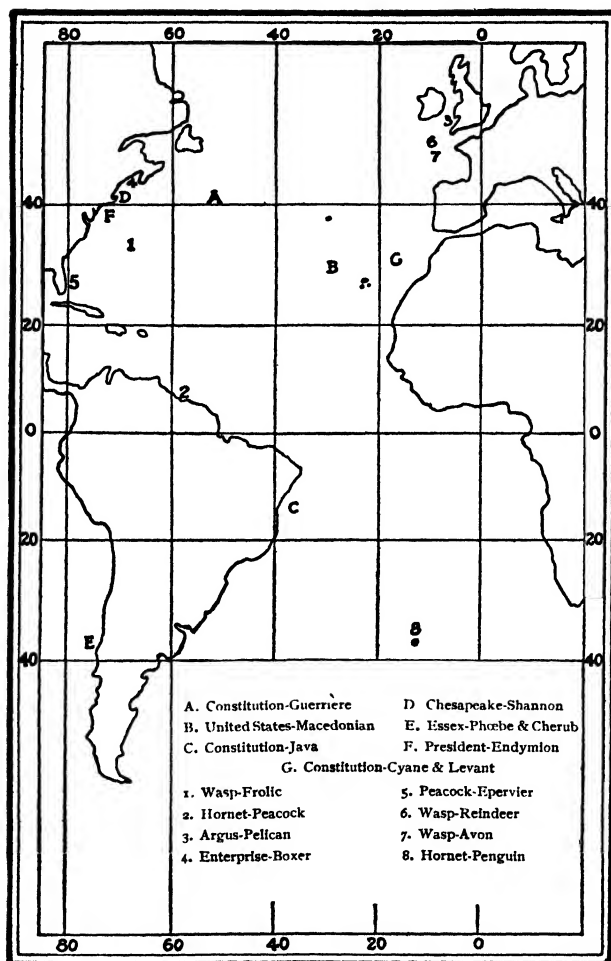 80 60 40 20 0
3
6
7
4
D
A
40 40
F
1
B G
5
20 20
2
0 0
C
20 20
8
E
40 40
A. Constitution-Guerrière D Chesapeake-Shannon
B. United States-Macedonian E. Essex-Phœbe & Cherub
C. Constitution-Java F. President-Endymion
G. Constitution-Cyane & Levant
1. Wasp-Frolic 5. Peacock-Epervier
2. Hornet-Peacock 6. Wasp-Reindeer
3. Argus-Pelican 7. Wasp-Avon
4. Enterprise-Boxer 8. Hornet-Penguin
80 60 40 20 0